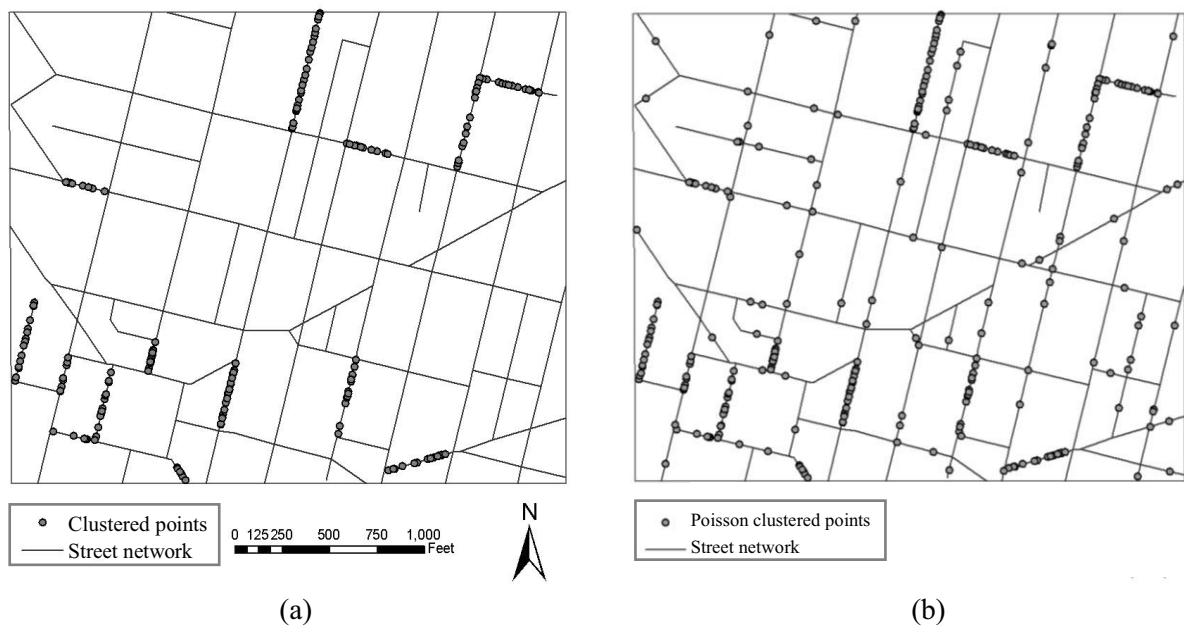 Clustered points
Street network
0 125 250 500 750 1,000
Feet
N
Poisson clustered points
Street network
(a)
(b)